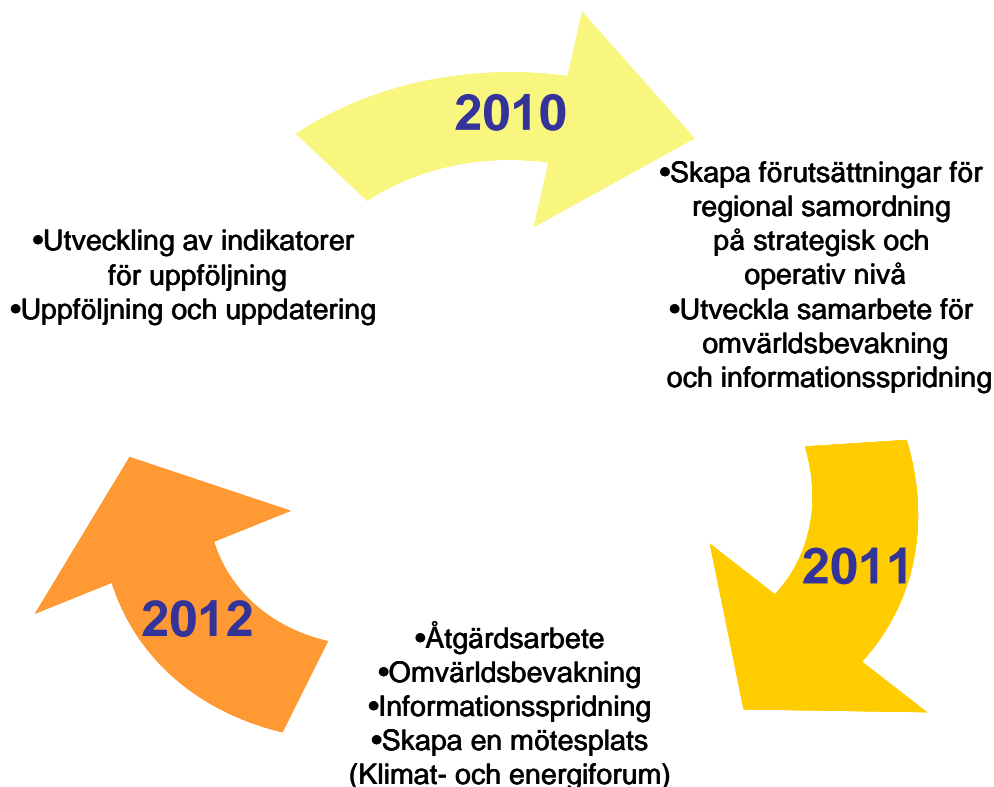 2010
•Skapa förutsättningar för
regional samordning
på strategisk och
operativ nivå
•Utveckla samarbete för
omvärldsbevakning
och informationsspridning
2011
•Åtgärdsarbete
•Omvärldsbevakning
•Informationsspridning
•Skapa en mötesplats
(Klimat- och energiforum)
2012
•Utveckling av indikatorer
för uppföljning
•Uppföljning och uppdatering